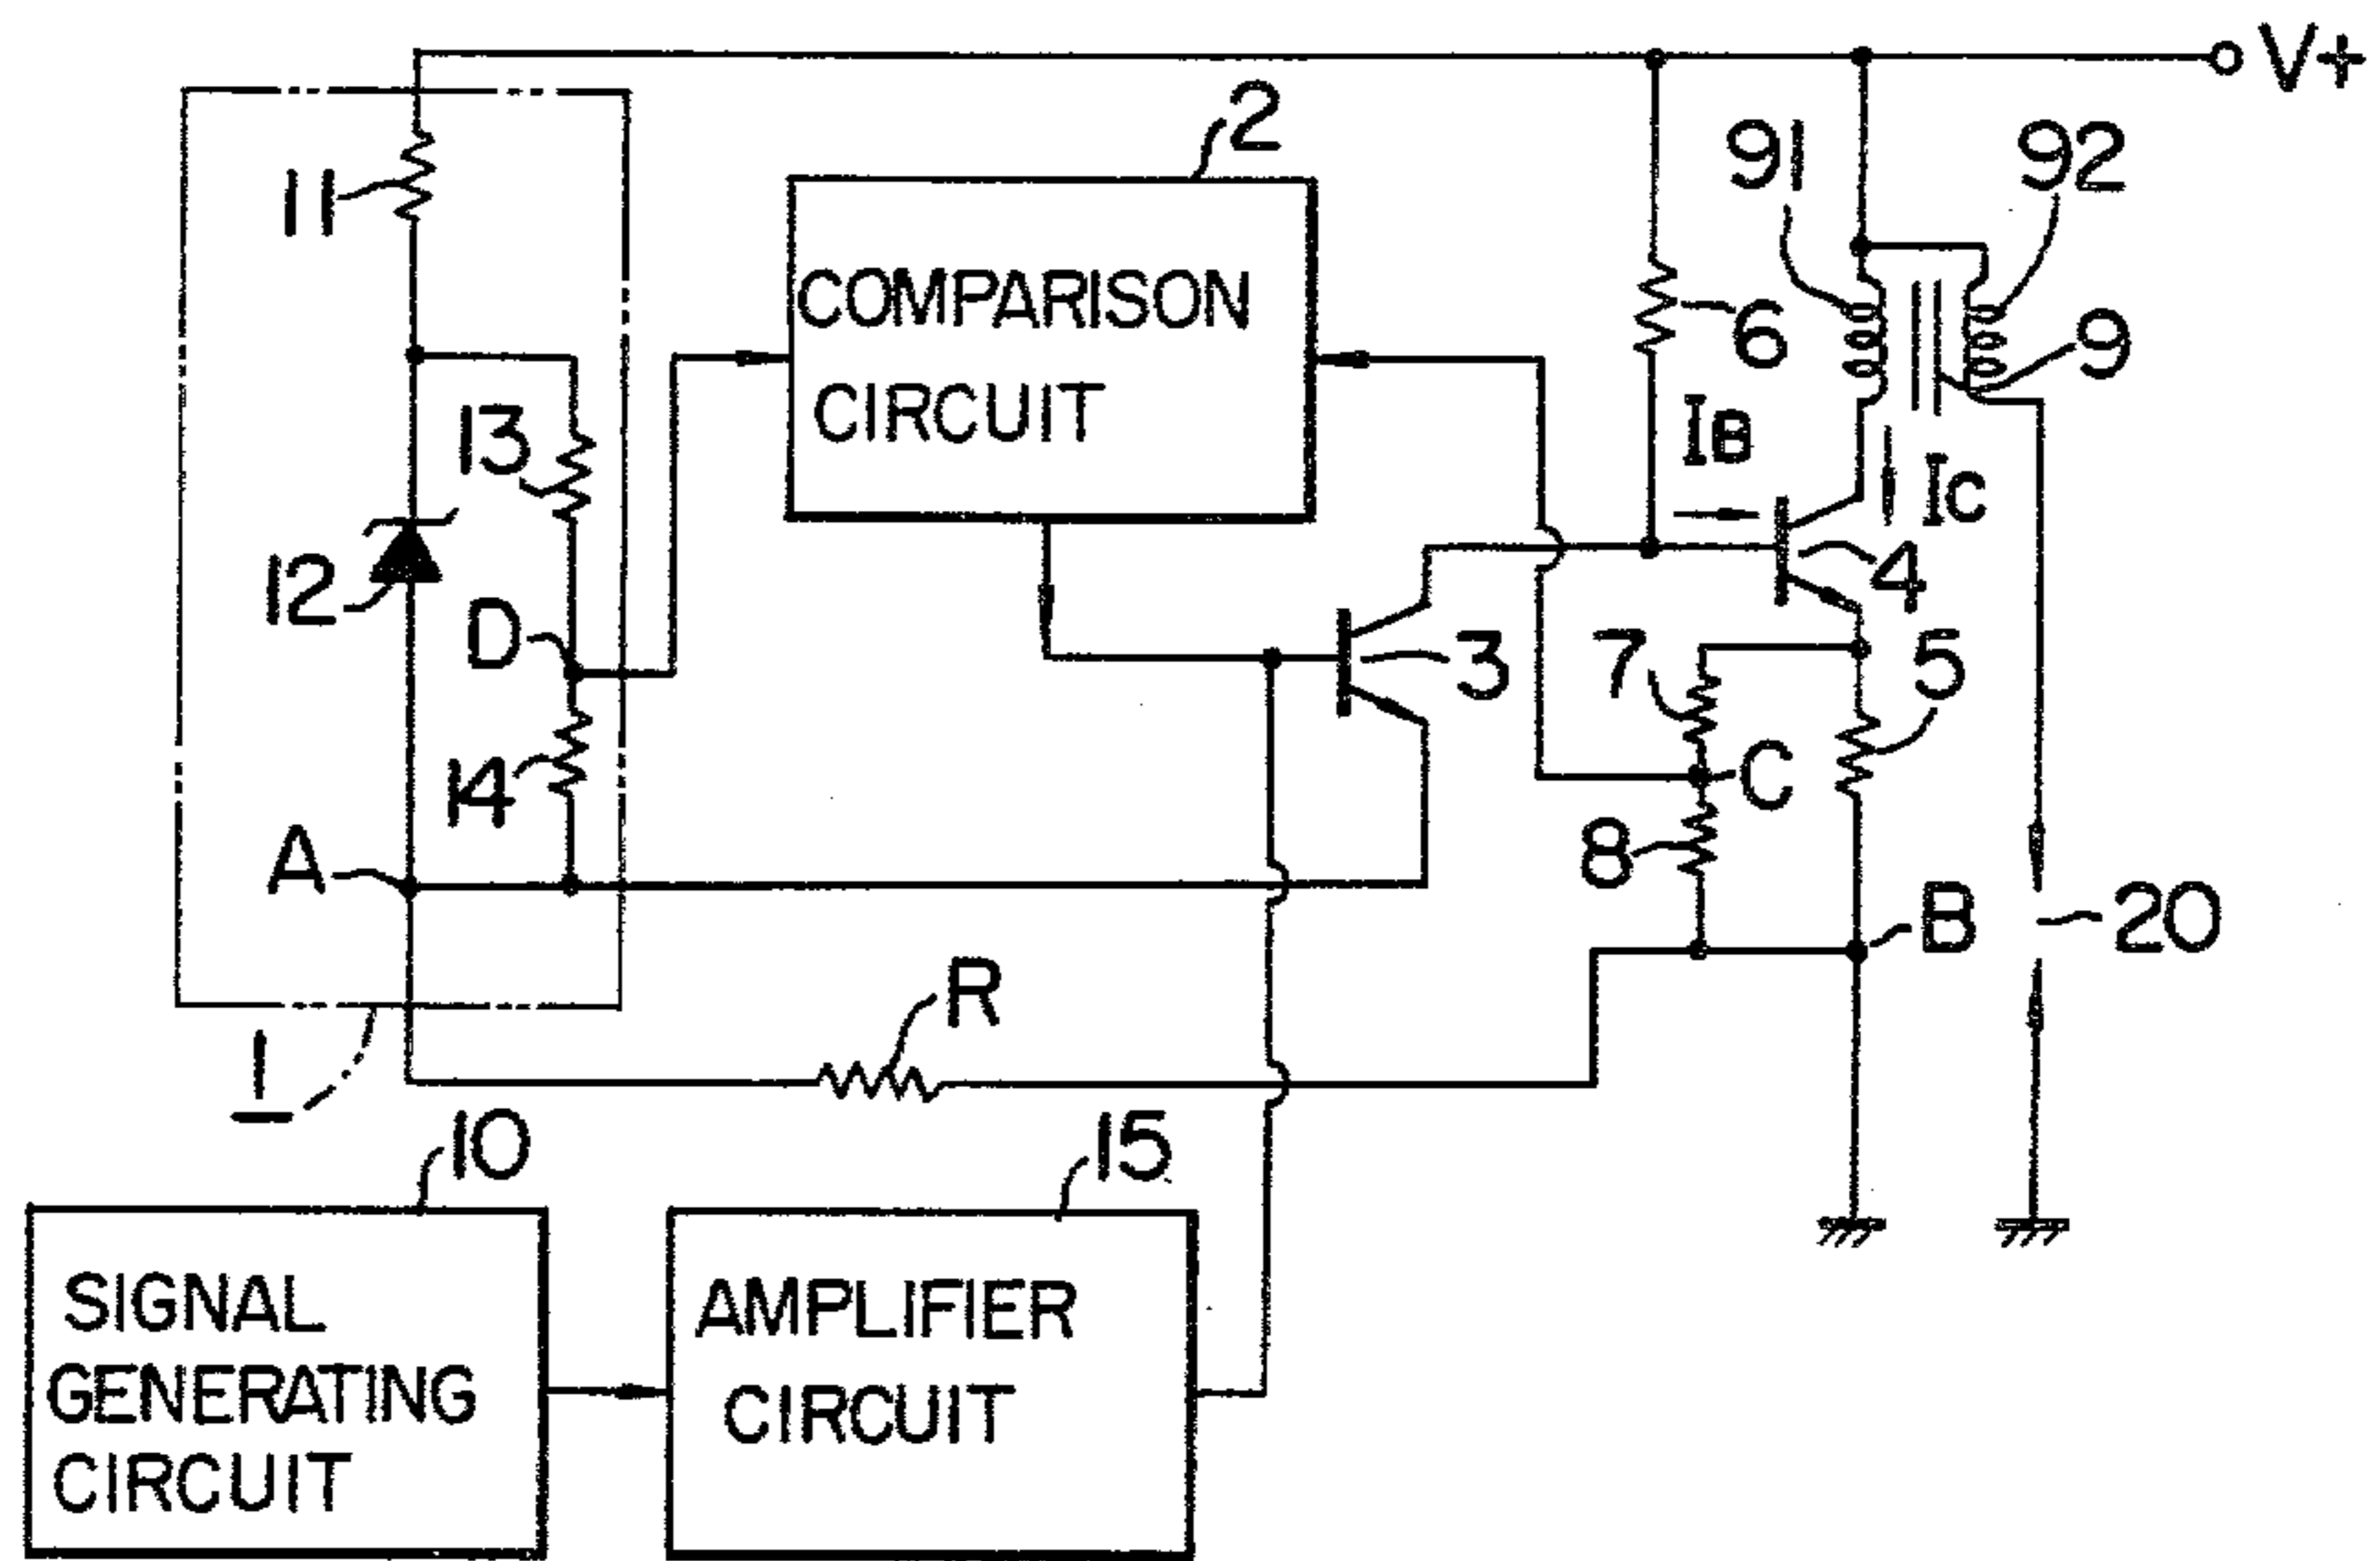 V+
2
91
92
11
COMPARISON
CIRCUIT
6
9
13
IB
IC
12
D
4
3
7
5
14
C
A
8
B
20
R
1
10
15
SIGNAL
GENERATING
CIRCUIT
AMPLIFIER
CIRCUIT